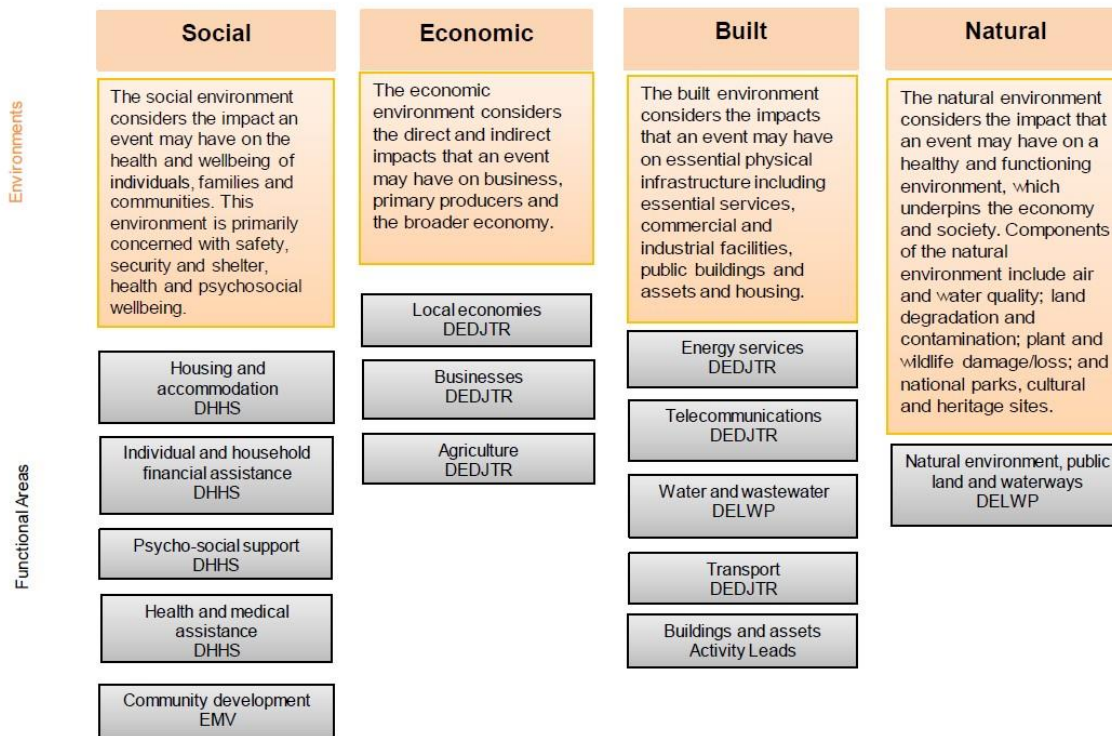 Social
Economic
Built
Natural
Environments
The social environment
considers the impact an
event may have on the
health and wellbeing of
individuals, families and
communities. This
environment is primarily
concerned with safety,
security and shelter,
health and psychosocial
wellbeing.
The economic
environment considers
the direct and indirect
impacts that an event
may have on business,
primary producers and
the broader economy.
The built environment
considers the impacts
that an event may have
on essential physical
infrastructure including
essential services,
commercial and
industrial facilities,
public buildings and
assets and housing.
The natural environment
considers the impact that
an event may have on a
healthy and functioning
environment, which
underpins the economy
and society. Components
of the natural
environment include air
and water quality; land
degradation and
contamination; plant and
wildlife damage/loss; and
national parks, cultural
and heritage sites.
Functional Areas
Housing and
accommodation
DHHS
Individual and household
financial assistance
DHHS
Psycho-social support
DHHS
Health and medical
assistance
DHHS
Community development
EMV
Local economies
DEDJTR
Businesses
DEDJTR
Agriculture
DEDJTR
Energy services
DEDJTR
Telecommunications
DEDJTR
Water and wastewater
DELWP
Transport
DEDJTR
Buildings and assets
Activity Leads
Natural environment, public
land and waterways
DELWP